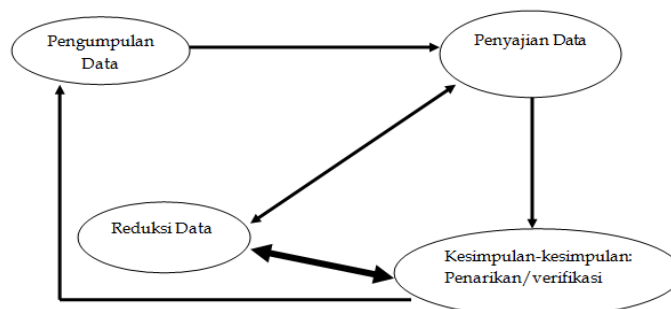 Pengumpulan
Data
Penyajian Data
Reduksi Data
Kesimpulan-kesimpulan:
Penarikan/verifikasi